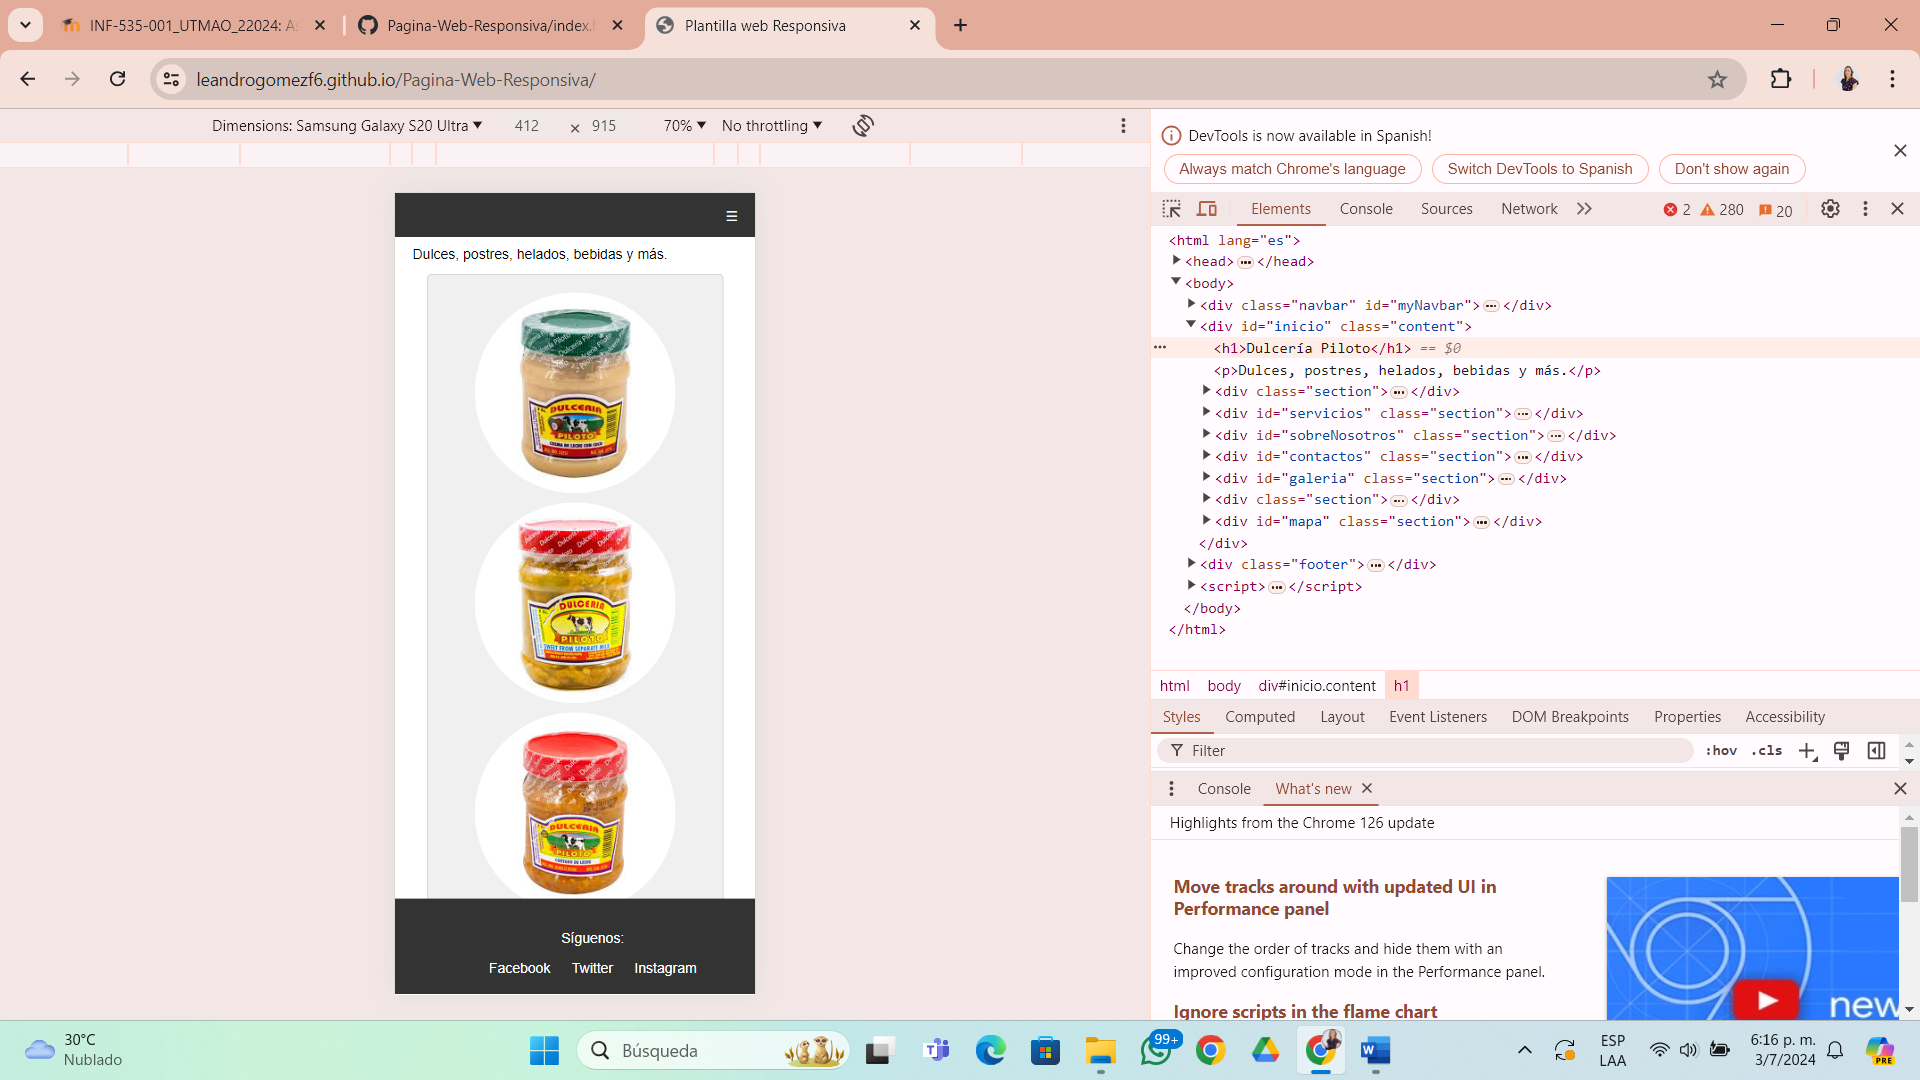 INF-535-001_UTMAO_22024: As
Pagina-Web-Responsiva/index.
Plantilla web Responsiva
leandrogomezf6.github.io/Pagina-Web-Responsiva/
Dimensions: Samsung Galaxy S20 Ultra ▼ 412 × 915 70% ▼ No throttling ▼
☰
Dulces, postres, helados, bebidas y más.
DULCERIA
PILOTO
CREMA DE LECHE CON COCO
DULCERIA
PILOTO
DULCERIA
PILOTO
CORTADO DE LECHE
Síguenos:
Facebook Twitter Instagram
DevTools is now available in Spanish!
Always match Chrome's language
Switch DevTools to Spanish
Don't show again
Elements Console Sources Network
2 280 20
<html lang="es">
<head> ••• </head>
<body>
<div class="navbar" id="myNavbar"> ••• </div>
<div id="inicio" class="content">
••• <h1>Dulcería Piloto</h1> == $0
<p>Dulces, postres, helados, bebidas y más.</p>
<div class="section"> ••• </div>
<div id="servicios" class="section"> ••• </div>
<div id="sobreNosotros" class="section"> ••• </div>
<div id="contactos" class="section"> ••• </div>
<div id="galeria" class="section"> ••• </div>
<div class="section"> ••• </div>
<div id="mapa" class="section"> ••• </div>
</div>
<div class="footer"> ••• </div>
<script> ••• </script>
</body>
</html>
html body div#inicio.content h1
Styles Computed Layout Event Listeners DOM Breakpoints Properties Accessibility
Filter
:hov .cls
Console What's new
Highlights from the Chrome 126 update
Move tracks around with updated UI in
Performance panel
Change the order of tracks and hide them with an
improved configuration mode in the Performance panel.
Ignore scripts in the flame chart
new
30°C
Nublado
Búsqueda
99+
ESP
LAA
6:16 p. m.
3/7/2024
PRE